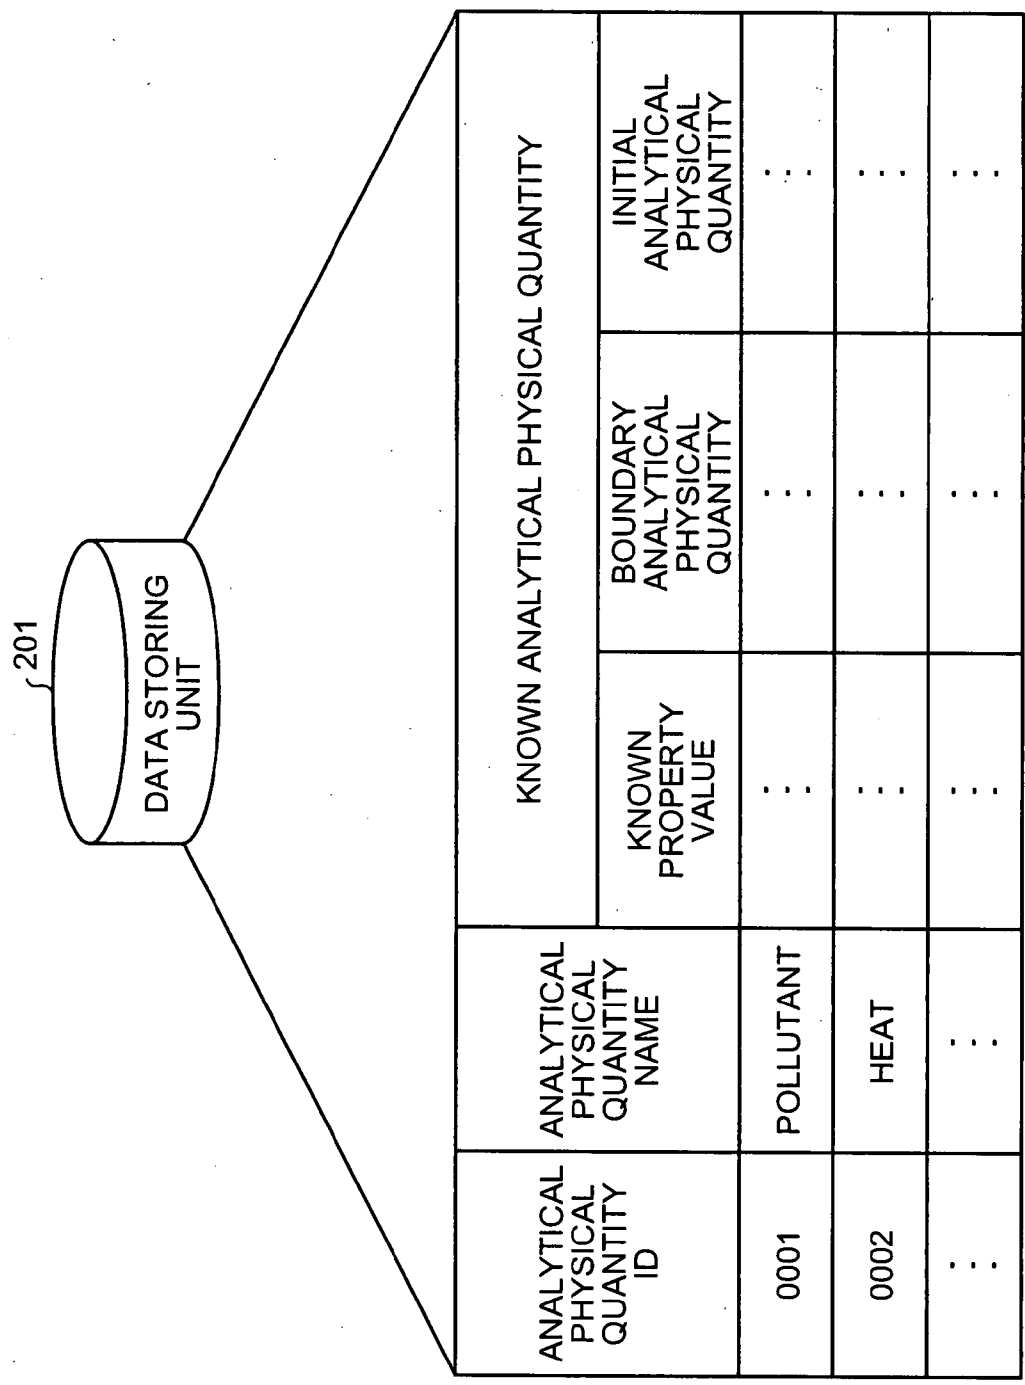 201
DATA STORING
UNIT
ANALYTICAL
PHYSICAL
QUANTITY
ID
ANALYTICAL
PHYSICAL
QUANTITY
NAME
KNOWN ANALYTICAL PHYSICAL QUANTITY
KNOWN
PROPERTY
VALUE
BOUNDARY
ANALYTICAL
PHYSICAL
QUANTITY
INITIAL
ANALYTICAL
PHYSICAL
QUANTITY
0001
POLLUTANT
...
...
...
0002
HEAT
...
...
...
...
...
...
...
...